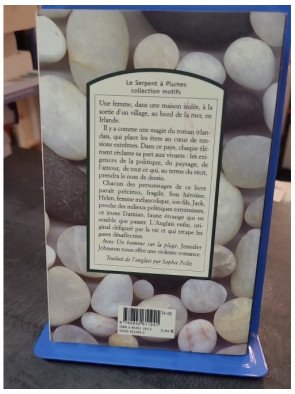 Le Serpent à Plumes
collection motifs
Une femme, dans une maison isolée, à la
sortie d'un village, au bord de la mer, en
Irlande.
Il y a comme une magie du roman irlan-
dais, qui place les êtres au cœur de ten-
sions extrêmes. Dans ce pays, chaque élé-
ment réclame sa part aux vivants : les exi-
gences de la politique, du paysage, de
l'amour, de tout ce qui, au terme du récit,
prendra le nom de destin.
Chacun des personnages de ce livre
paraît précieux, fragile. Son héroïne,
Helen, femme mélancolique, son fils, Jack,
proche des milieux politiques extrémistes,
ce jeune Damian, faune étrange qui ne
semble que passer. L'Anglais enfin, ori-
ginal défiguré par la vie et qui retape les
gares désaffectées.
Avec Un homme sur la plage, Jennifer
Johnston nous offre une violente romance.
Traduit de l'anglais par Sophie Foltz